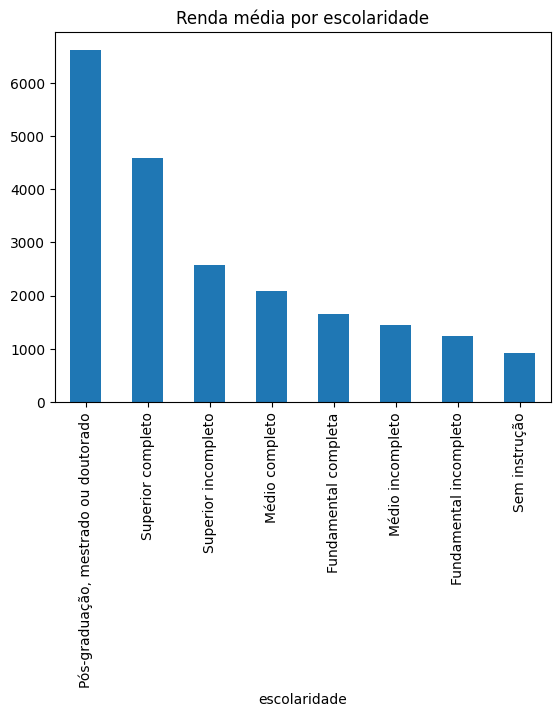 Renda média por escolaridade
6000
5000
4000
3000
2000
1000
0
Pós-graduação, mestrado ou doutorado
Superior completo
Superior incompleto
Médio completo
Fundamental completa
Médio incompleto
Fundamental incompleto
Sem instrução
escolaridade